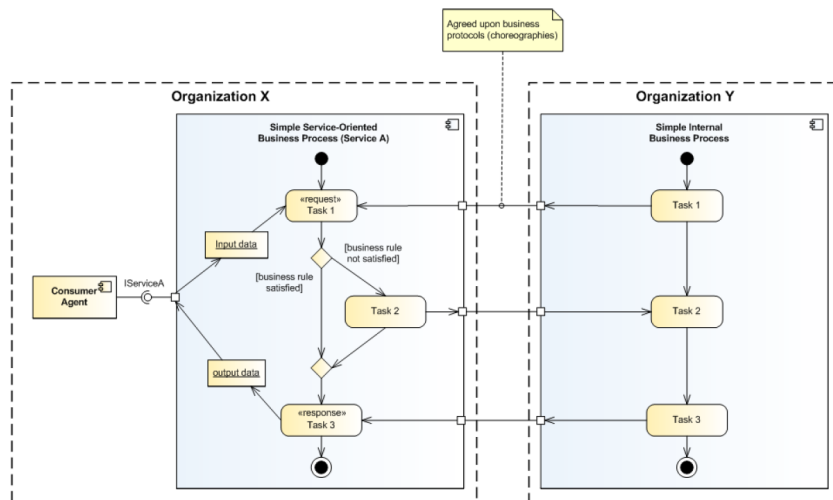 Agreed upon business
protocols (choreographies)
Organization X
Organization Y
Simple Service-Oriented
Business Process (Service A)
Simple Internal
Business Process
«request»
Task 1
Task 1
Input data
[business rule
not satisfied]
[business rule
satisfied]
IServiceA
Consumer
Agent
Task 2
Task 2
output data
«response»
Task 3
Task 3